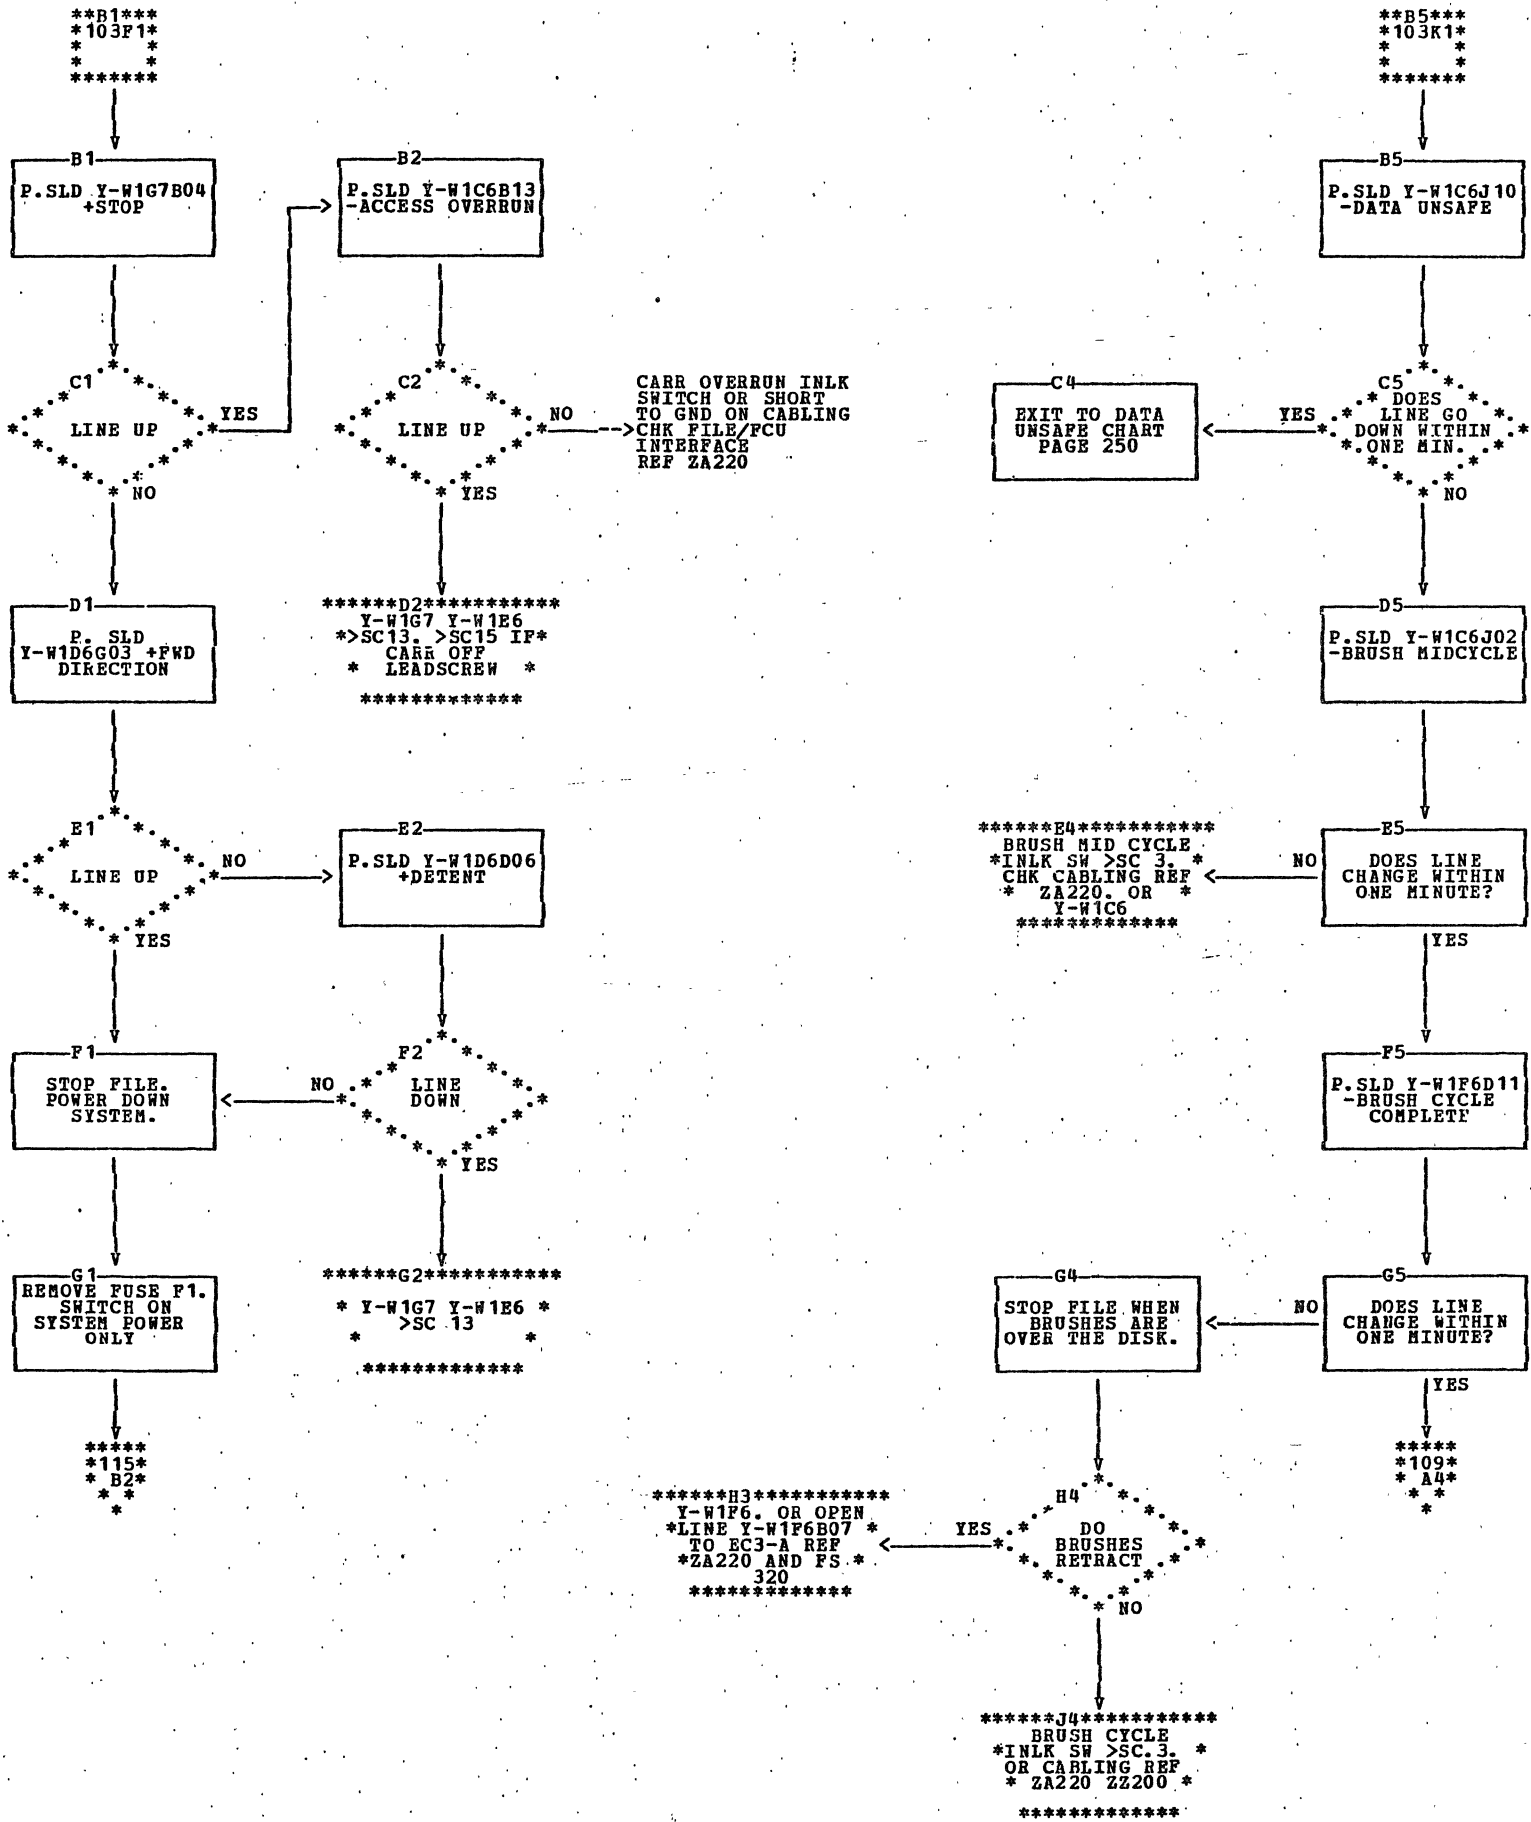 **B1***
*103F1*
*     *
*     *
*******
B1
P.SLD Y-W1G7B04
+STOP
C1
LINE UP
YES
NO
D1
P. SLD
Y-W1D6G03 +FWD
DIRECTION
E1
LINE UP
NO
YES
F1
STOP FILE.
POWER DOWN
SYSTEM.
G1
REMOVE FUSE F1.
SWITCH ON
SYSTEM POWER
ONLY
*****
*115*
* B2*
* *
*
B2
P.SLD Y-W1C6B13
-ACCESS OVERRUN
C2
LINE UP
NO
YES
CARR OVERRUN INLK
SWITCH OR SHORT
-->TO GND ON CABLING
CHK FILE/FCU
INTERFACE
REF ZA220
******D2***********
Y-W1G7 Y-W1E6
*>SC13. >SC15 IF*
CARR OFF
* LEADSCREW *
*************
E2
P.SLD Y-W1D6D06
+DETENT
F2
LINE
DOWN
NO
YES
******G2***********
* Y-W1G7 Y-W1E6 *
>SC 13
* *
*************
**B5***
*103K1*
*     *
*     *
*******
B5
P.SLD Y-W1C6J10
-DATA UNSAFE
C5
DOES
LINE GO
DOWN WITHIN
ONE MIN.
YES
NO
C4
EXIT TO DATA
UNSAFE CHART
PAGE 250
D5
P.SLD Y-W1C6J02
-BRUSH MIDCYCLE
E5
DOES LINE
CHANGE WITHIN
ONE MINUTE?
NO
YES
******E4***********
BRUSH MID CYCLE
*INLK SW >SC 3. *
CHK CABLING REF
* ZA220. OR *
Y-W1C6
*************
F5
P.SLD Y-W1F6D11
-BRUSH CYCLE
COMPLETE
G5
DOES LINE
CHANGE WITHIN
ONE MINUTE?
NO
YES
*****
*109*
* A4*
* *
*
G4
STOP FILE WHEN
BRUSHES ARE
OVER THE DISK.
H4
DO
BRUSHES
RETRACT
YES
NO
******H3***********
Y-W1F6. OR OPEN
*LINE Y-W1F6B07 *
TO EC3-A REF
*ZA220 AND FS *
320
*************
******J4***********
BRUSH CYCLE
*INLK SW >SC.3. *
OR CABLING REF
* ZA220 ZZ200 *
*************